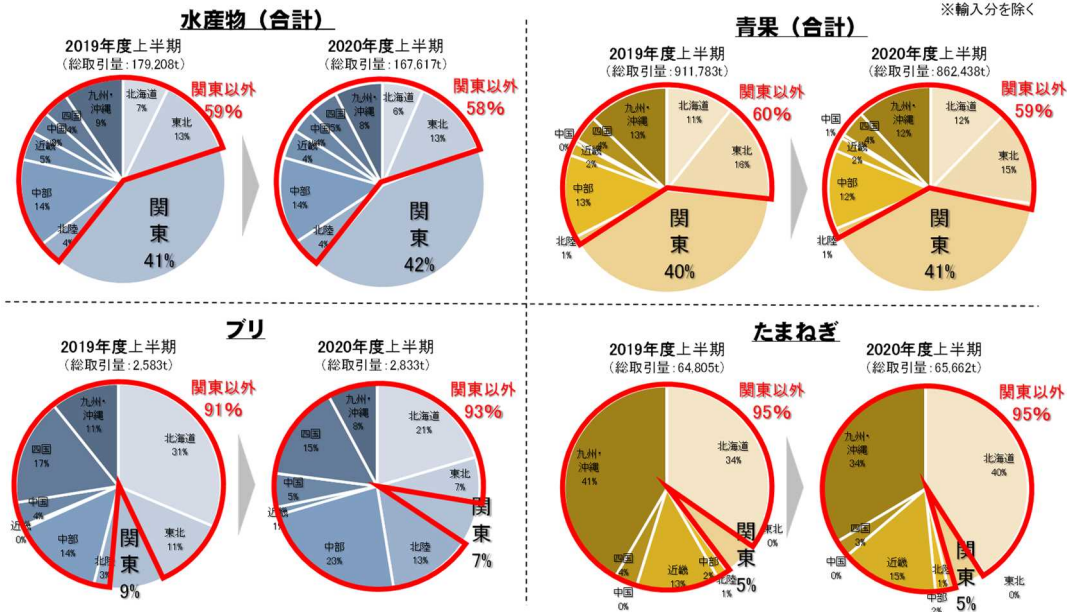 ※輸入分を除く
水産物（合計）
2019年度上半期
（総取引量：179,208t）
関東以外
59%
北海道
7%
東北
13%
関
東
41%
北陸
4%
中部
14%
近畿
5%
中国
四国
4%
九州・
沖縄
9%
2020年度上半期
（総取引量：167,617t）
関東以外
58%
北海道
6%
東北
13%
関
東
42%
北陸
4%
中部
14%
近畿
4%
中国
四国
5%
九州・
沖縄
8%
青果（合計）
2019年度上半期
（総取引量：911,783t）
関東以外
60%
北海道
11%
東北
16%
関
東
40%
北陸
1%
中部
13%
近畿
2%
中国
0%
四国
九州・
沖縄
13%
2020年度上半期
（総取引量：862,438t）
関東以外
59%
北海道
12%
東北
15%
関
東
41%
北陸
1%
中部
12%
近畿
2%
中国
1%
四国
4%
九州・
沖縄
12%
ブリ
2019年度上半期
（総取引量：2,583t）
関東以外
91%
北海道
31%
東北
11%
関
東
9%
北陸
3%
中部
14%
近畿
0%
中国
4%
四国
17%
九州・
沖縄
11%
2020年度上半期
（総取引量：2,833t）
関東以外
93%
北海道
21%
東北
7%
関
東
7%
北陸
13%
中部
23%
近畿
1%
中国
5%
四国
15%
九州・
沖縄
8%
たまねぎ
2019年度上半期
（総取引量：64,805t）
関東以外
95%
北海道
34%
東北
0%
関
東
5%
北陸
1%
中部
2%
近畿
13%
中国
0%
四国
4%
九州・
沖縄
41%
2020年度上半期
（総取引量：65,662t）
関東以外
95%
北海道
40%
東北
0%
関
東
5%
北陸
1%
中部
近畿
15%
中国
0%
四国
3%
九州・
沖縄
34%